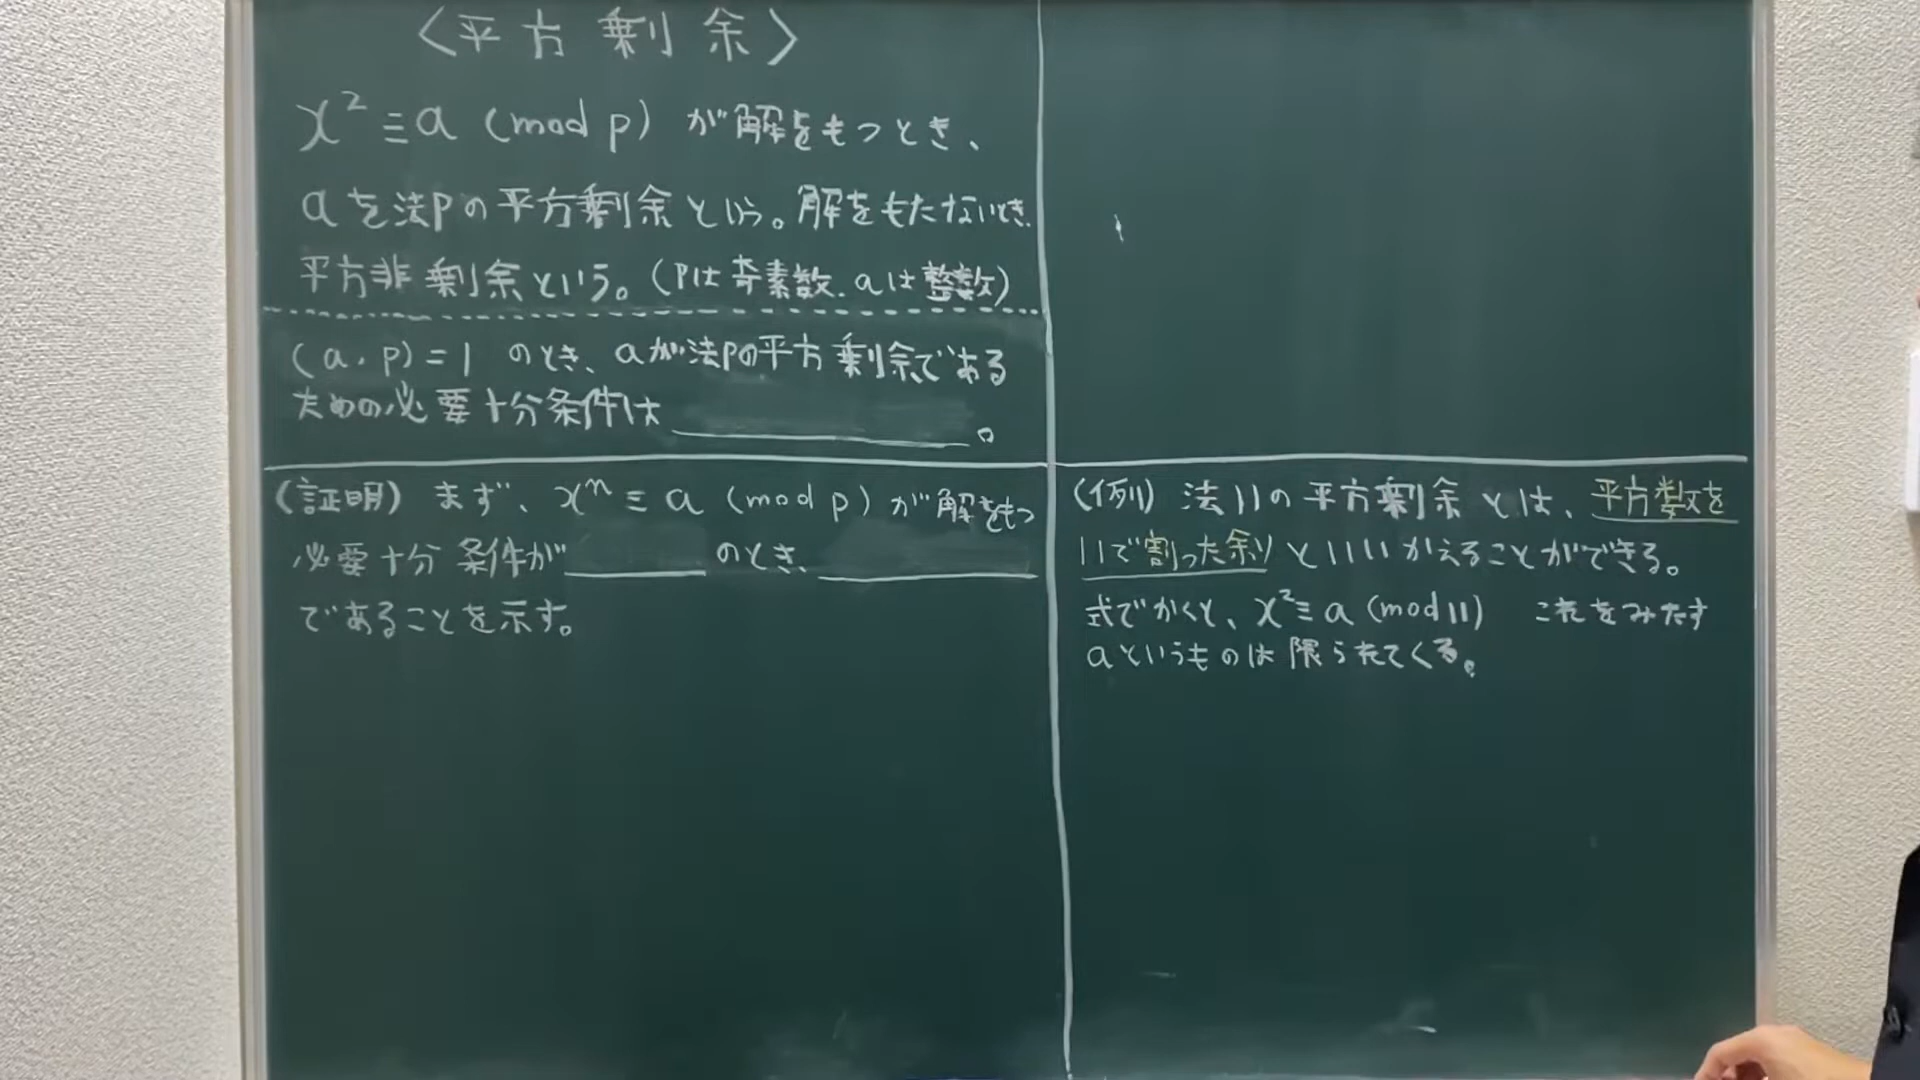 〈平方剰余〉
x² ≡ a (mod p) が解をもつとき、
aを法pの平方剰余という。解をもたないとき、
平方非剰余という。(pは奇素数、aは整数)
(a, p) = 1 のとき、aが法pの平方剰余である
ための必要十分条件は ＿＿＿＿。
(証明) まず、xⁿ ≡ a (mod p) が解をもつ
必要十分条件が＿＿＿のとき、＿＿＿＿
であることを示す。
(例) 法11の平方剰余とは、平方数を
11で割った余りといいかえることができる。
式でかくと、x² ≡ a (mod 11) これをみたす
aというものは限られてくる。